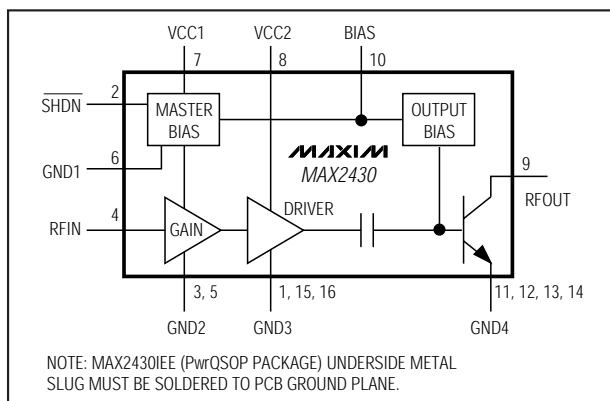 VCC1 VCC2 BIAS
7 8 10
2
SHDN
MASTER BIAS
OUTPUT BIAS
MAXIM
MAX2430
6
GND1
9
RFOUT
4
RFIN
GAIN
DRIVER
3, 5 1, 15, 16 11, 12, 13, 14
GND2 GND3 GND4
NOTE: MAX2430IEE (PwrQSOP PACKAGE) UNDERSIDE METAL
SLUG MUST BE SOLDERED TO PCB GROUND PLANE.